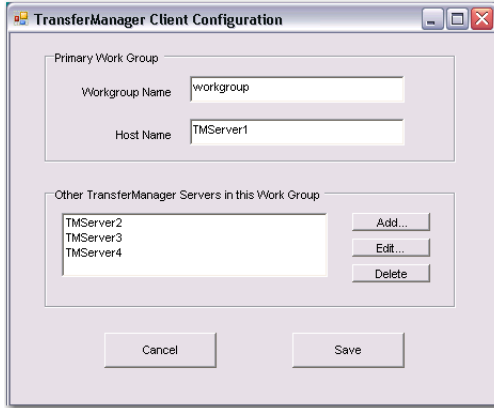 TransferManager Client Configuration
Primary Work Group
Workgroup Name workgroup
Host Name TMServer1
Other TransferManager Servers in this Work Group
TMServer2
TMServer3
TMServer4
Add...
Edit...
Delete
Cancel Save